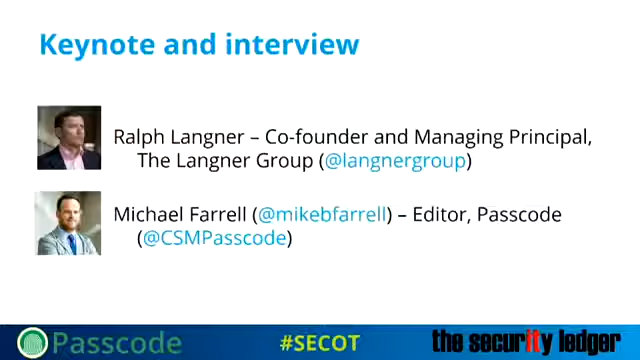 Keynote and interview
Ralph Langner – Co-founder and Managing Principal,
The Langner Group (@langnergroup)
Michael Farrell (@mikebfarrell) – Editor, Passcode
(@CSMPasscode)
Passcode #SECOT the security ledger